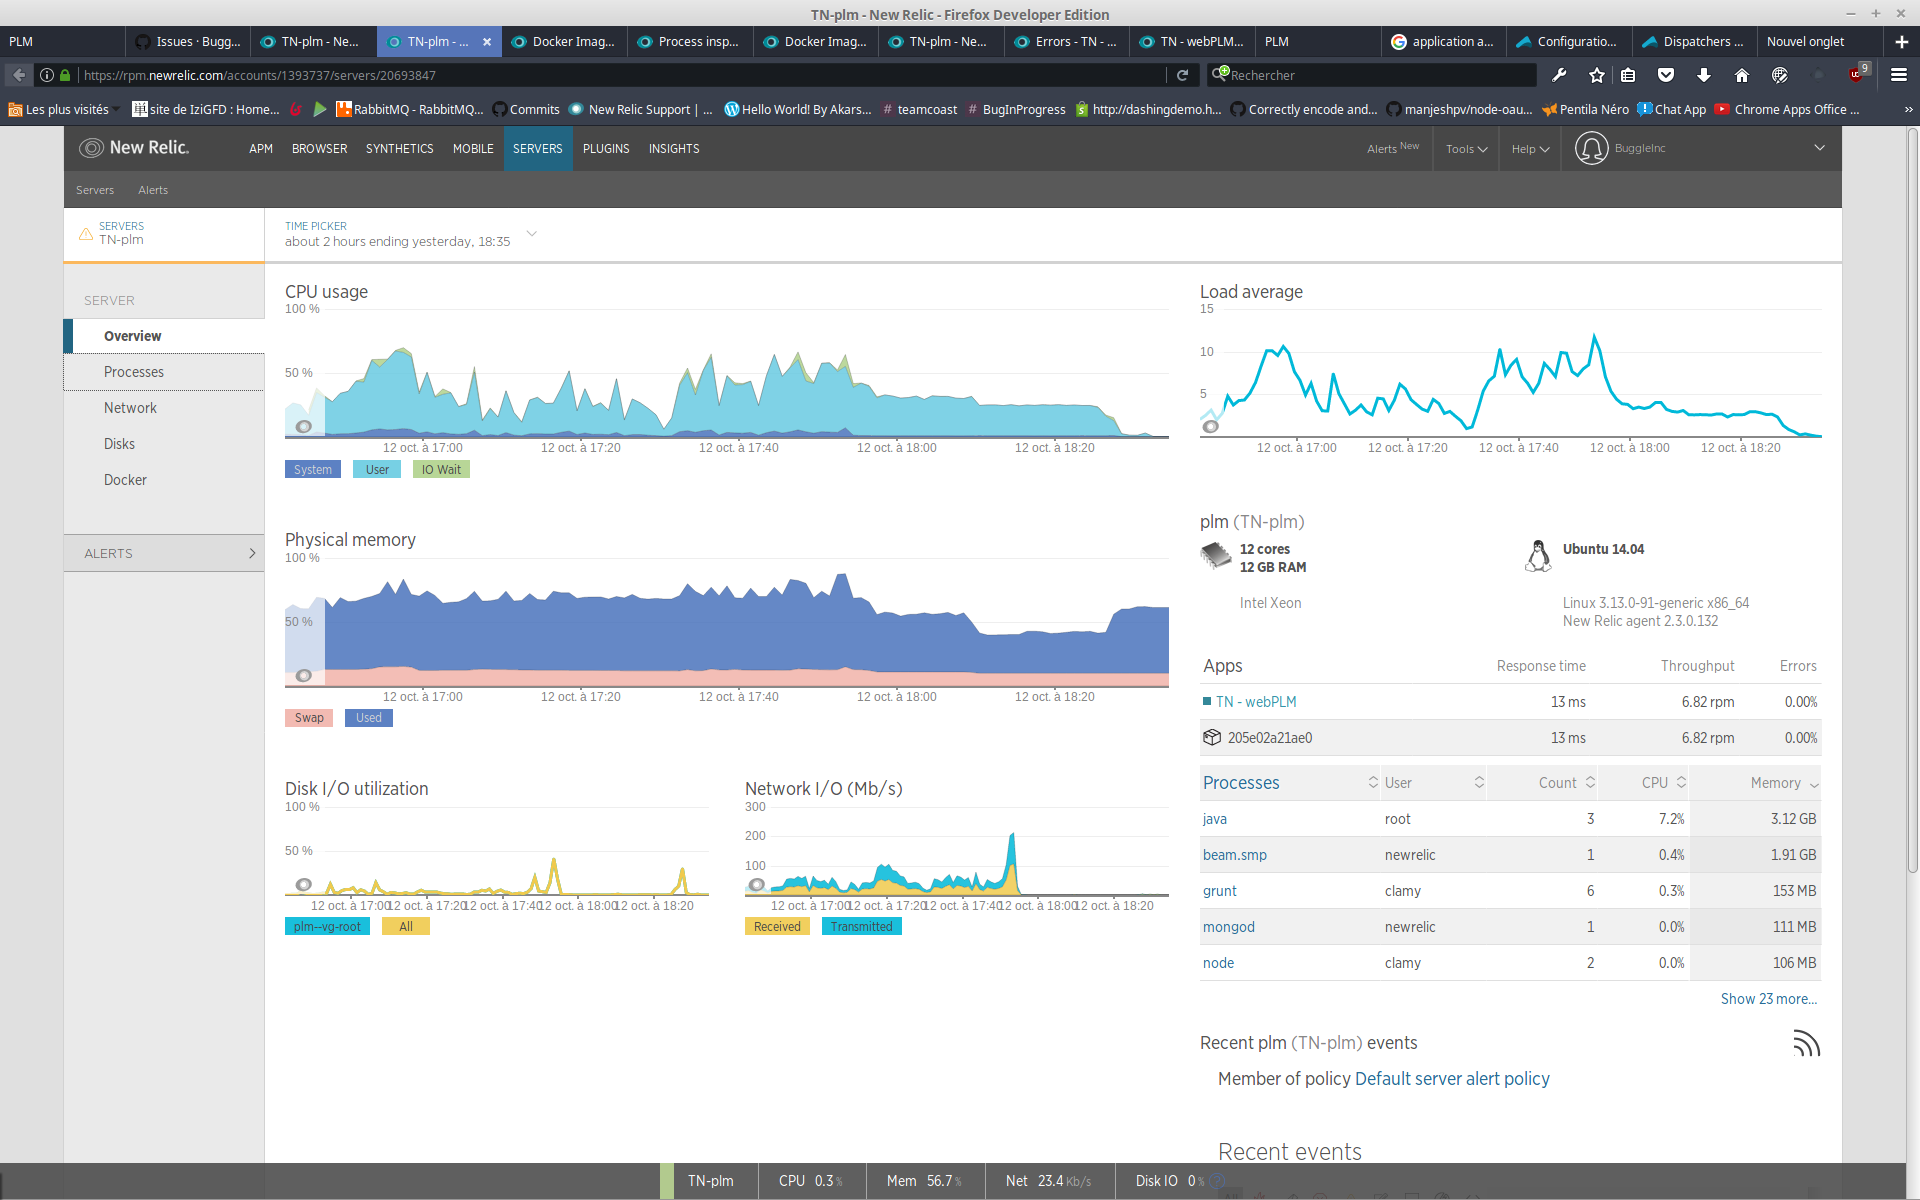 TN-plm - New Relic - Firefox Developer Edition
PLM
Issues · Bugg...
TN-plm - Ne...
TN-plm - ...
Docker Imag...
Process insp...
Docker Imag...
TN-plm - Ne...
Errors - TN - ...
TN - webPLM...
PLM
application a...
Configuratio...
Dispatchers ...
Nouvel onglet
https://rpm.newrelic.com/accounts/1393737/servers/20693847
Rechercher
9
Les plus visités
site de IziGFD : Home...
RabbitMQ - RabbitMQ...
Commits
New Relic Support | ...
Hello World! By Akars...
# teamcoast
# BugInProgress
http://dashingdemo.h...
Correctly encode and...
manjeshpv/node-oau...
Pentila Néro
Chat App
Chrome Apps Office ...
»
New Relic.
APM
BROWSER
SYNTHETICS
MOBILE
SERVERS
PLUGINS
INSIGHTS
Alerts New
Tools
Help
BuggleInc
Servers
Alerts
SERVERS
TN-plm
TIME PICKER
about 2 hours ending yesterday, 18:35
SERVER
Overview
Processes
Network
Disks
Docker
ALERTS
CPU usage
100 %
50 %
12 oct. à 17:00
12 oct. à 17:20
12 oct. à 17:40
12 oct. à 18:00
12 oct. à 18:20
System
User
IO Wait
Physical memory
100 %
50 %
12 oct. à 17:00
12 oct. à 17:20
12 oct. à 17:40
12 oct. à 18:00
12 oct. à 18:20
Swap
Used
Disk I/O utilization
100 %
50 %
12 oct. à 17:00
12 oct. à 17:20
12 oct. à 17:40
12 oct. à 18:00
12 oct. à 18:20
plm--vg-root
All
Network I/O (Mb/s)
300
200
100
12 oct. à 17:00
12 oct. à 17:20
12 oct. à 17:40
12 oct. à 18:00
12 oct. à 18:20
Received
Transmitted
Load average
15
10
5
12 oct. à 17:00
12 oct. à 17:20
12 oct. à 17:40
12 oct. à 18:00
12 oct. à 18:20
plm (TN-plm)
12 cores
12 GB RAM
Intel Xeon
Ubuntu 14.04
Linux 3.13.0-91-generic x86_64
New Relic agent 2.3.0.132
Apps Response time Throughput Errors
TN - webPLM 13 ms 6.82 rpm 0.00%
205e02a21ae0 13 ms 6.82 rpm 0.00%
Processes User Count CPU Memory
java root 3 7.2% 3.12 GB
beam.smp newrelic 1 0.4% 1.91 GB
grunt clamy 6 0.3% 153 MB
mongod newrelic 1 0.0% 111 MB
node clamy 2 0.0% 106 MB
Show 23 more...
Recent plm (TN-plm) events
Member of policy Default server alert policy
Recent events
TN-plm
CPU 0.3%
Mem 56.7%
Net 23.4 Kb/s
Disk IO 0%